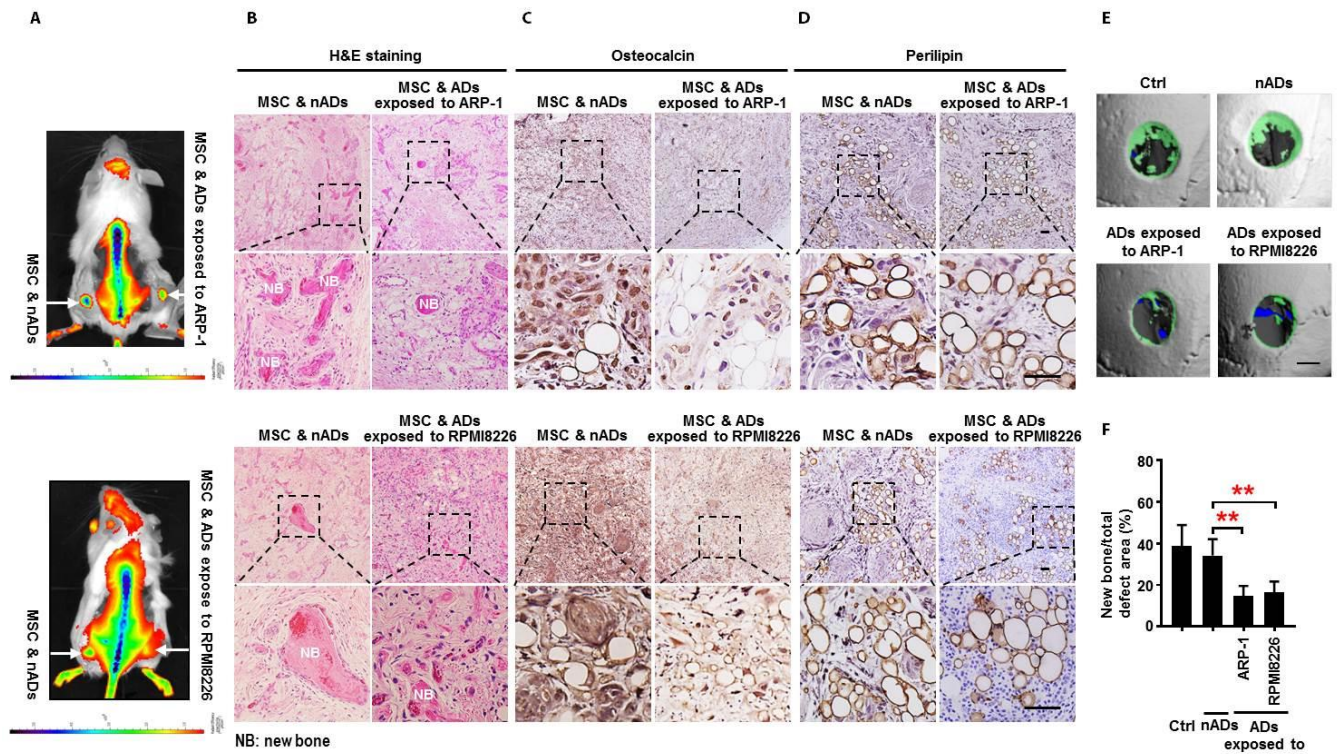 A
B
C
D
E
H&E staining
Osteocalcin
Perilipin
MSC & nADs
MSC & ADs
exposed to ARP-1
MSC & nADs
MSC & ADs
exposed to ARP-1
MSC & nADs
MSC & ADs
exposed to ARP-1
MSC & nADs
MSC & ADs exposed to ARP-1
NB
NB
NB
NB
Ctrl
nADs
ADs exposed
to ARP-1
ADs exposed
to RPMI8226
MSC & nADs
MSC & ADs
exposed to RPMI8226
MSC & nADs
MSC & ADs
exposed to RPMI8226
MSC & nADs
MSC & ADs
exposed to RPMI8226
MSC & nADs
MSC & ADs expose to RPMI8226
NB
NB
NB: new bone
F
New bone/total
defect area (%)
80
60
40
20
0
**
**
ARP-1
RPMI8226
Ctrl
nADs
ADs
exposed to